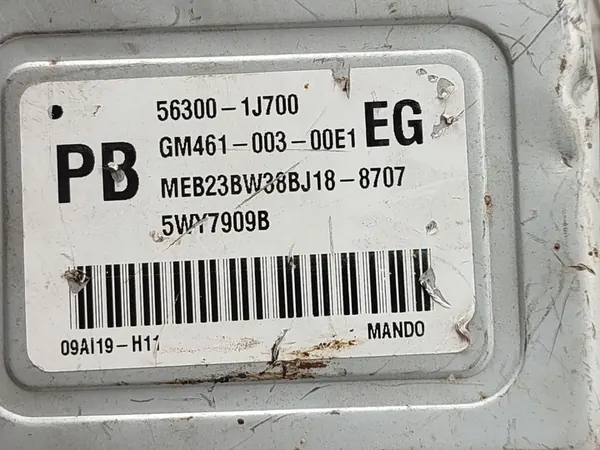 56300-1J700
PB GM461-003-00E1 EG
MEB23BW38BJ18-8707
5WY7909B
09AI19-H11 MANDO